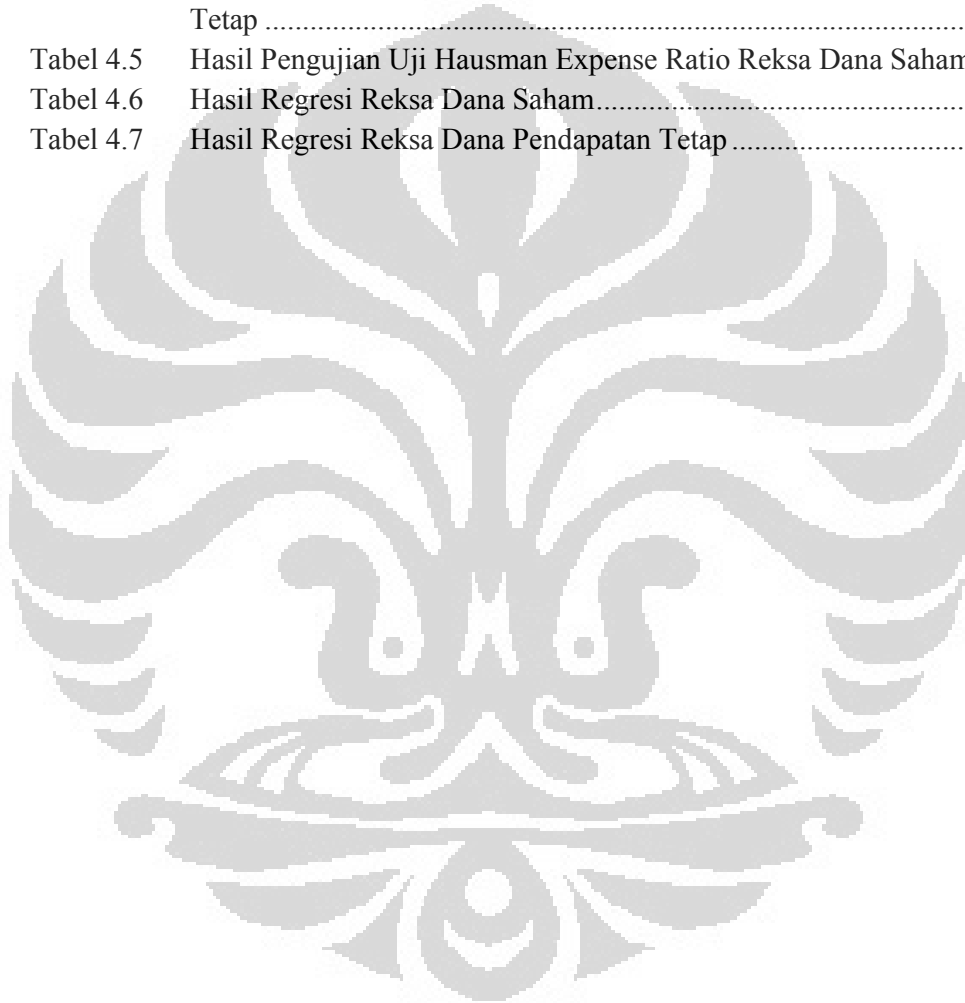 Tetap ..........................................................................................................
Tabel 4.5 Hasil Pengujian Uji Hausman Expense Ratio Reksa Dana Saham
Tabel 4.6 Hasil Regresi Reksa Dana Saham..................................................
Tabel 4.7 Hasil Regresi Reksa Dana Pendapatan Tetap ................................